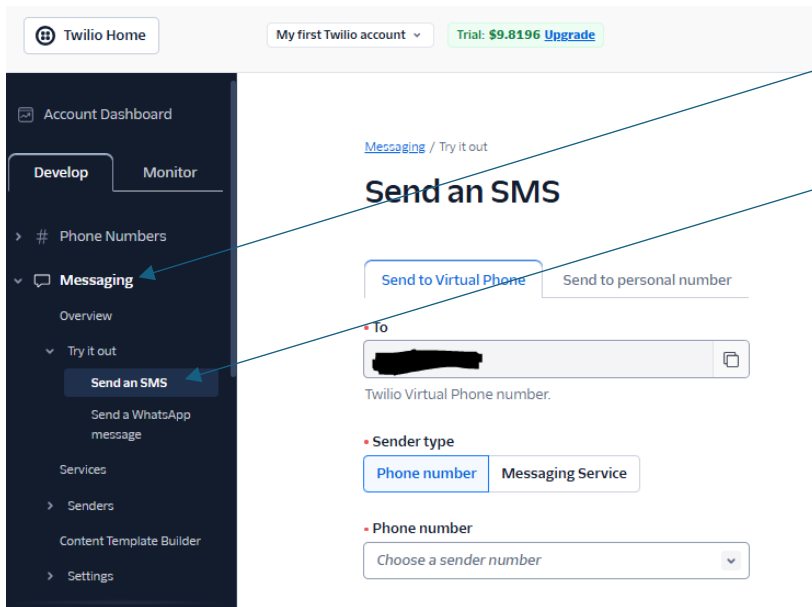 Twilio Home
My first Twilio account
Trial: $9.8196 Upgrade
Account Dashboard
Develop
Monitor
# Phone Numbers
Messaging
Overview
Try it out
Send an SMS
Send a WhatsApp
message
Services
Senders
Content Template Builder
Settings
Messaging / Try it out
Send an SMS
Send to Virtual Phone
Send to personal number
• To
Twilio Virtual Phone number.
• Sender type
Phone number
Messaging Service
• Phone number
Choose a sender number